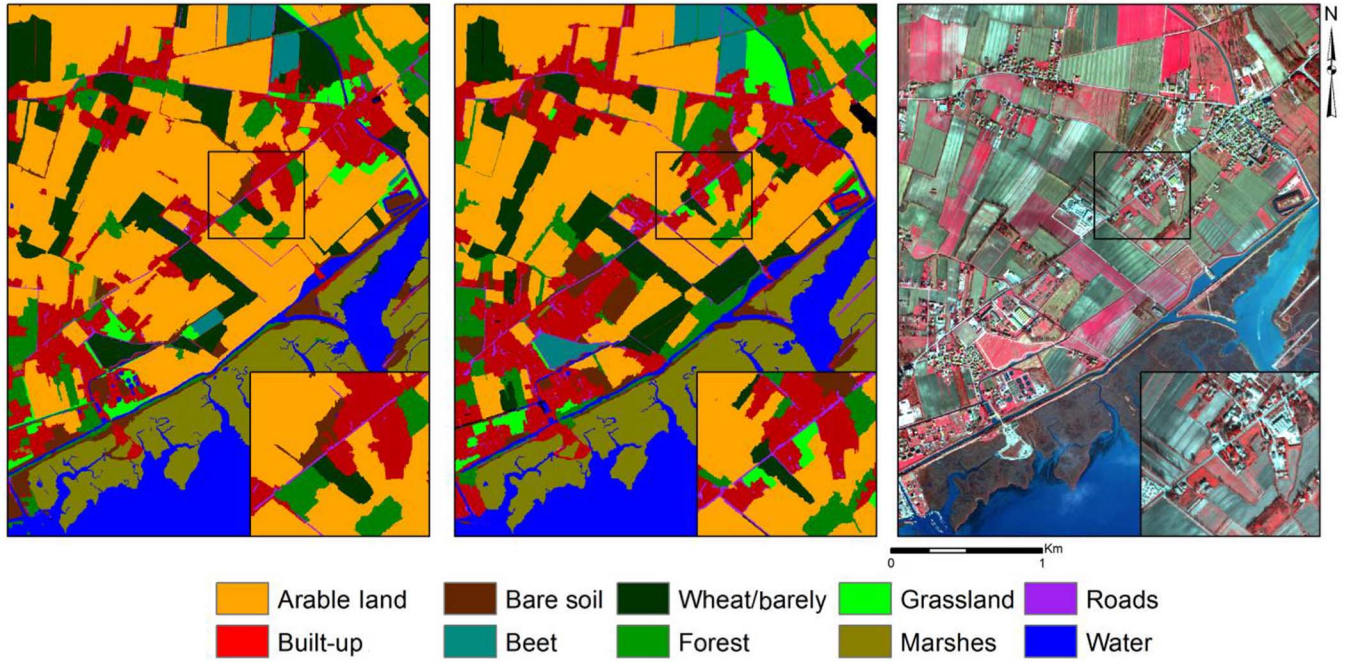 N
Km
0 1
Arable land Bare soil Wheat/barely Grassland Roads
Built-up Beet Forest Marshes Water